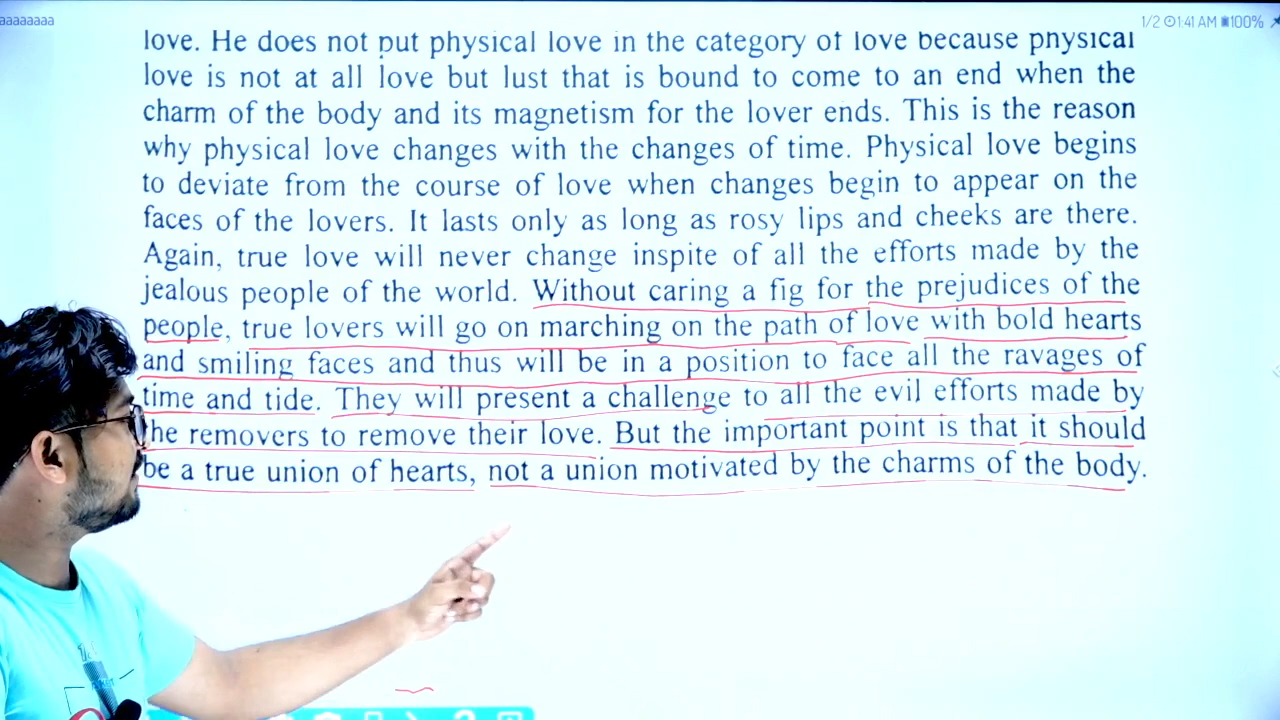 aaaaaaaaa
1/2 1:41 AM 100%
love. He does not put physical love in the category of love because physical
love is not at all love but lust that is bound to come to an end when the
charm of the body and its magnetism for the lover ends. This is the reason
why physical love changes with the changes of time. Physical love begins
to deviate from the course of love when changes begin to appear on the
faces of the lovers. It lasts only as long as rosy lips and cheeks are there.
Again, true love will never change inspite of all the efforts made by the
jealous people of the world. Without caring a fig for the prejudices of the
people, true lovers will go on marching on the path of love with bold hearts
and smiling faces and thus will be in a position to face all the ravages of
time and tide. They will present a challenge to all the evil efforts made by
the removers to remove their love. But the important point is that it should
be a true union of hearts, not a union motivated by the charms of the body.